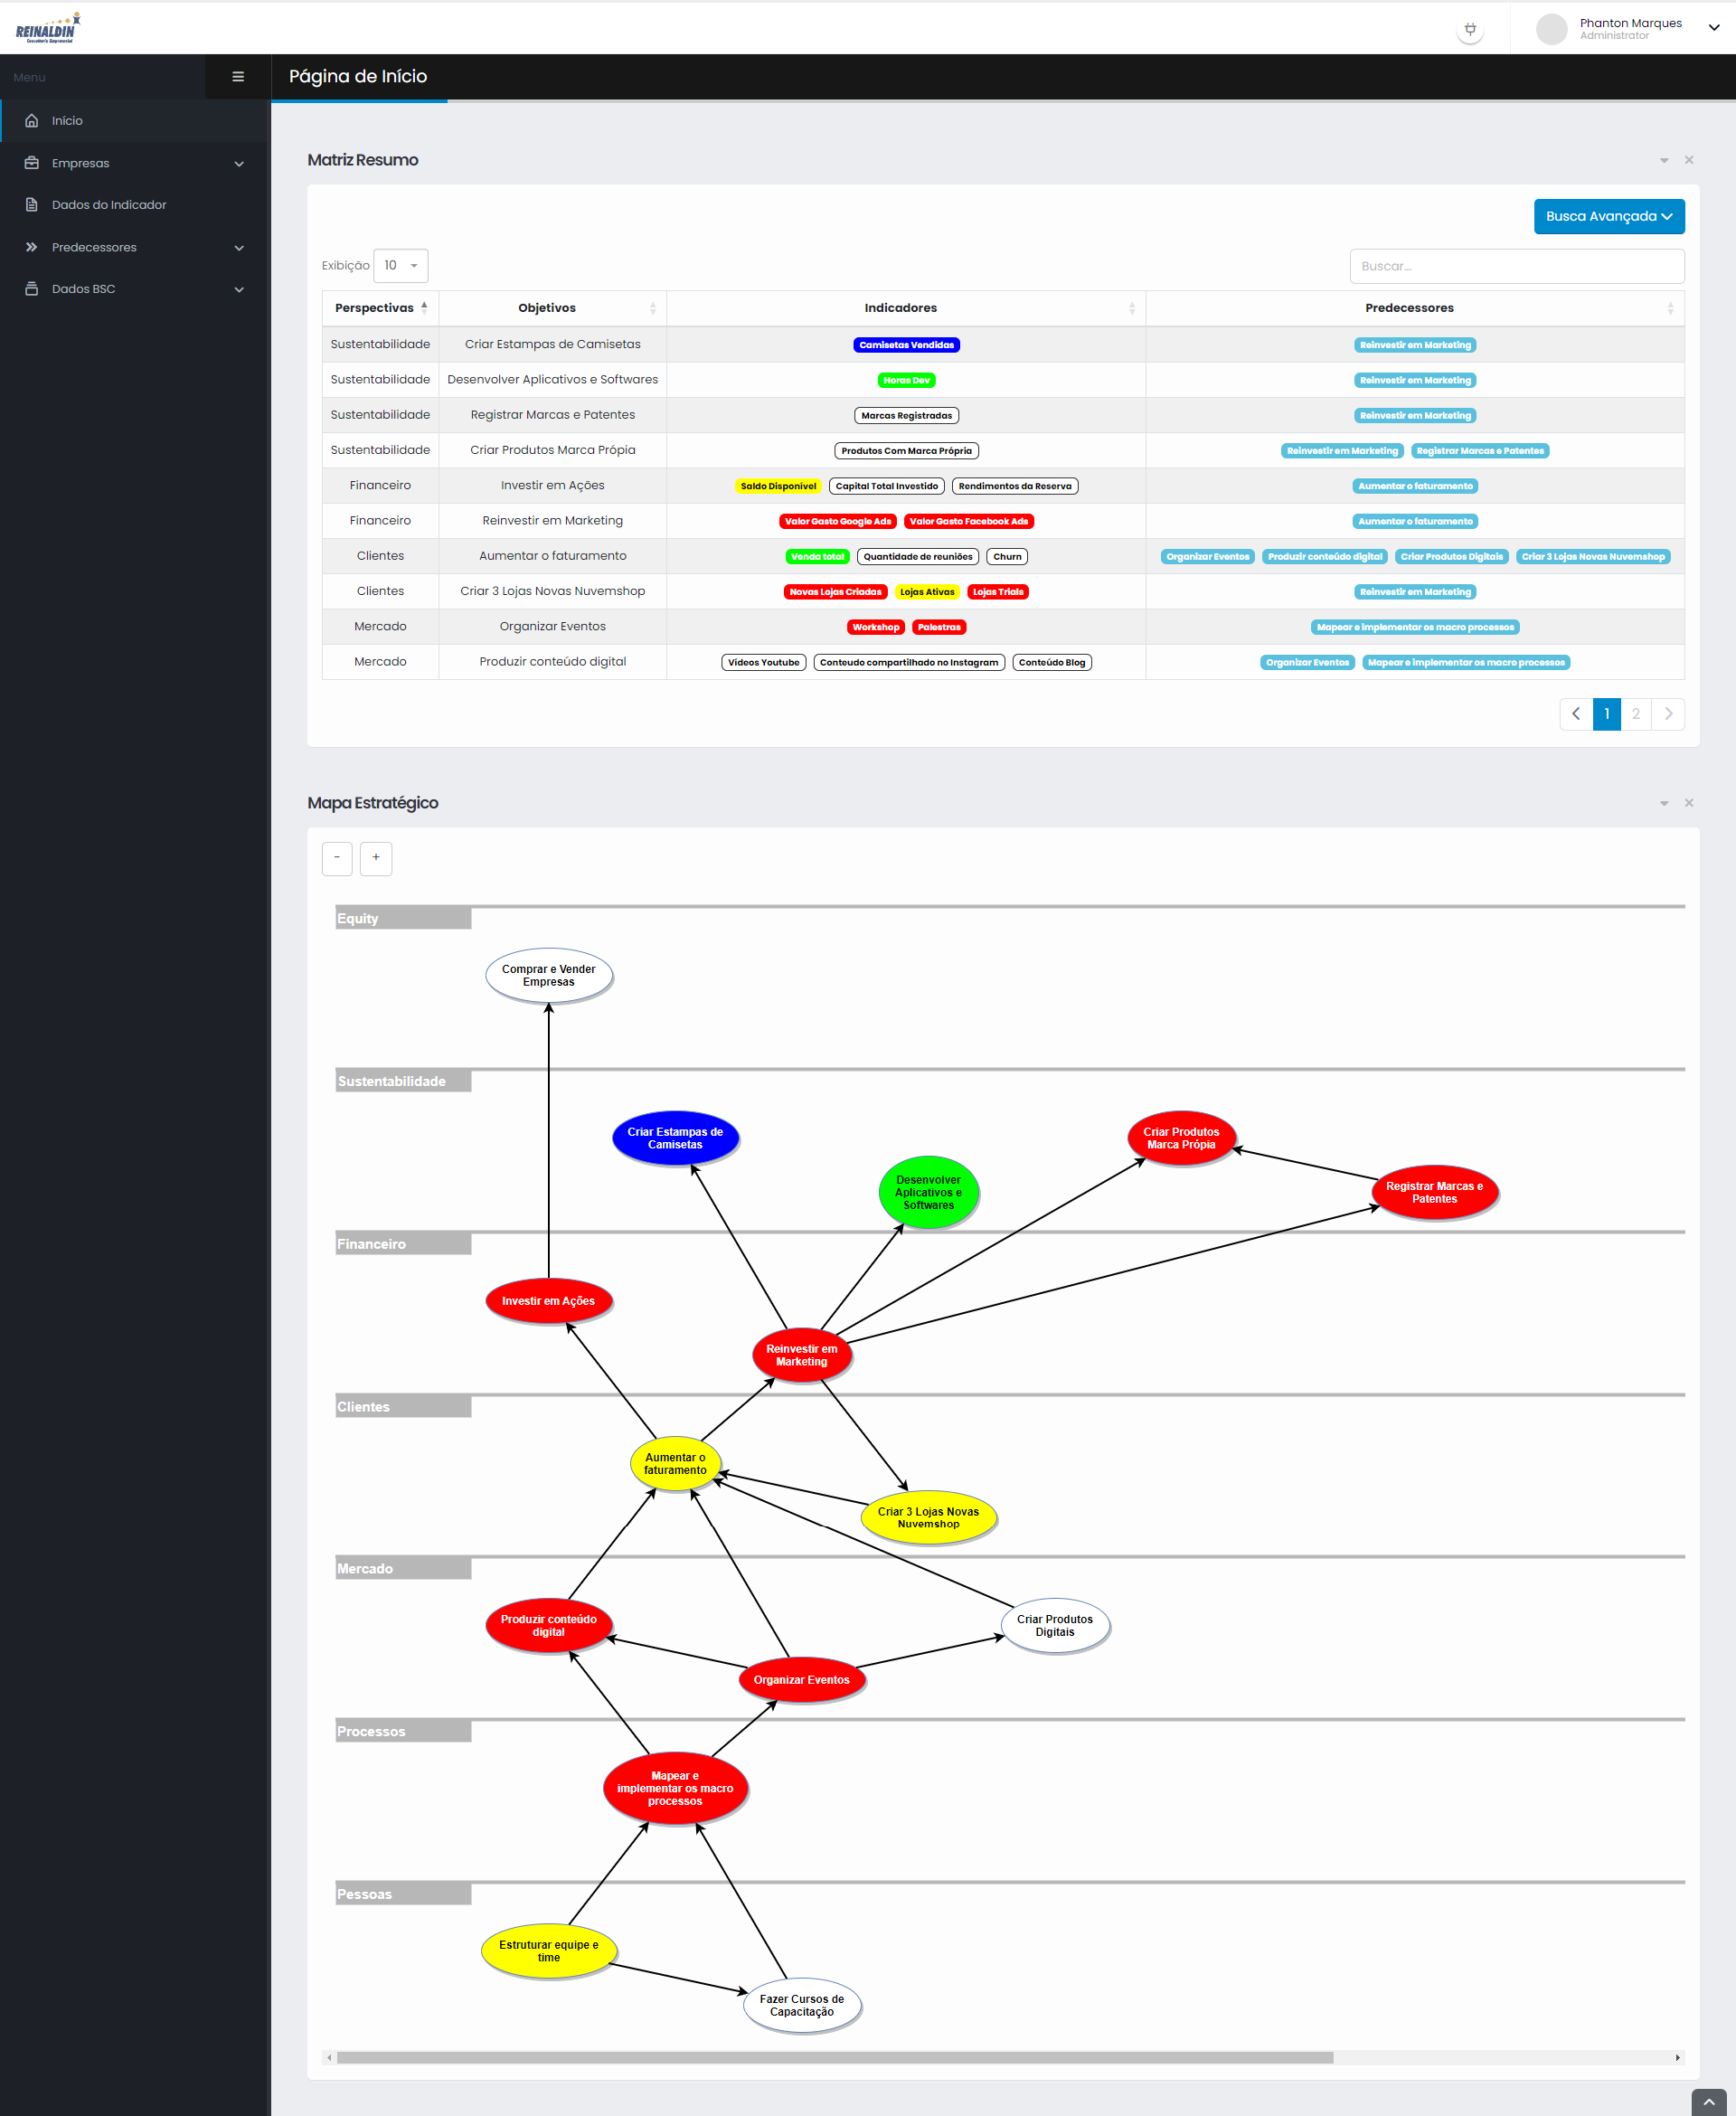 REINALDIN
Consultoria Empresarial
Phanton Marques
Administrator
Menu
Página de Início
Início
Empresas
Dados do Indicador
Predecessores
Dados BSC
Matriz Resumo
Busca Avançada
Exibição 10
Buscar...
Perspectivas Objetivos Indicadores Predecessores
Sustentabilidade Criar Estampas de Camisetas Camisetas Vendidas Reinvestir em Marketing
Sustentabilidade Desenvolver Aplicativos e Softwares Horas Dev Reinvestir em Marketing
Sustentabilidade Registrar Marcas e Patentes Marcas Registradas Reinvestir em Marketing
Sustentabilidade Criar Produtos Marca Própia Produtos Com Marca Própria Reinvestir em Marketing Registrar Marcas e Patentes
Financeiro Investir em Ações Saldo Disponível Capital Total Investido Rendimentos da Reserva Aumentar o faturamento
Financeiro Reinvestir em Marketing Valor Gasto Google Ads Valor Gasto Facebook Ads Aumentar o faturamento
Clientes Aumentar o faturamento Venda total Quantidade de reuniões Churn Organizar Eventos Produzir conteúdo digital Criar Produtos Digitais Criar 3 Lojas Novas Nuvemshop
Clientes Criar 3 Lojas Novas Nuvemshop Novas Lojas Criadas Lojas Ativas Lojas Trials Reinvestir em Marketing
Mercado Organizar Eventos Workshop Palestras Mapear e implementar os macro processos
Mercado Produzir conteúdo digital Vídeos Youtube Conteudo compartilhado no Instagram Conteúdo Blog Organizar Eventos Mapear e implementar os macro processos
1 2
Mapa Estratégico
- +
Equity
Comprar e Vender
Empresas
Sustentabilidade
Criar Estampas de
Camisetas
Criar Produtos
Marca Própia
Desenvolver
Aplicativos e
Softwares
Registrar Marcas e
Patentes
Financeiro
Investir em Ações
Reinvestir em
Marketing
Clientes
Aumentar o
faturamento
Criar 3 Lojas Novas
Nuvemshop
Mercado
Produzir conteúdo
digital
Criar Produtos
Digitais
Organizar Eventos
Processos
Mapear e
implementar os macro
processos
Pessoas
Estruturar equipe e
time
Fazer Cursos de
Capacitação